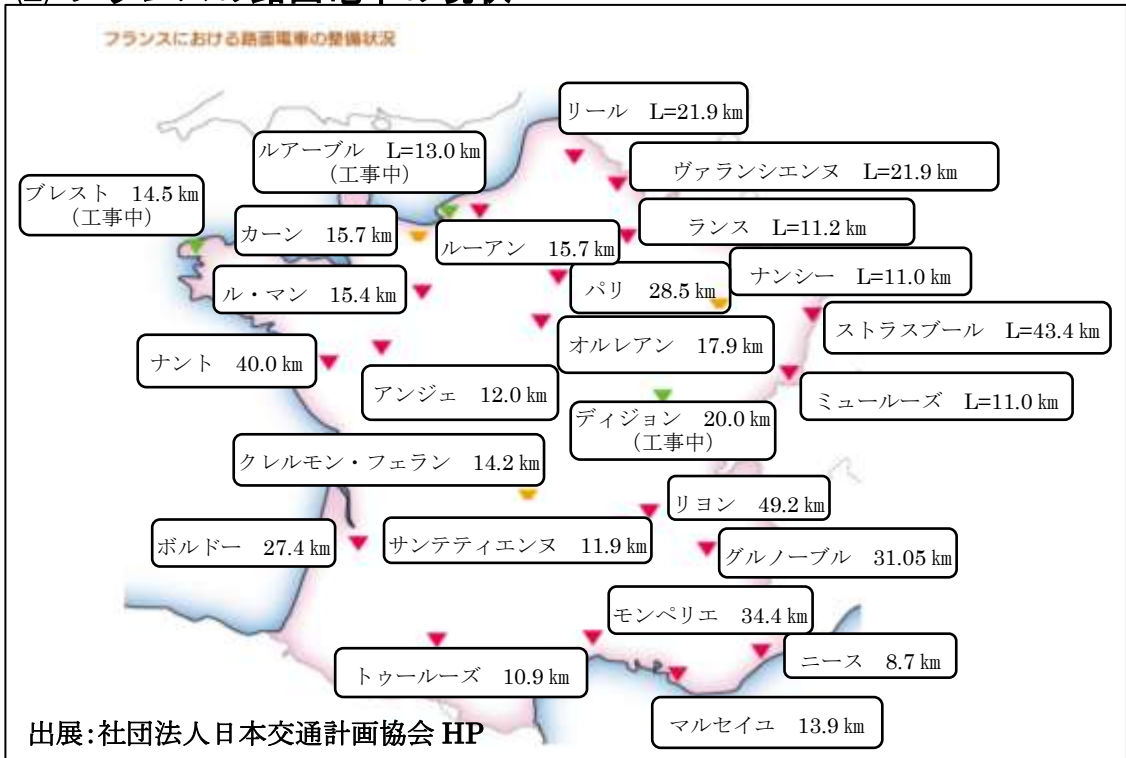 フランスにおける路面電車の整備状況
リール L=21.9 ㎞
ルアーブル L=13.0 ㎞
(工事中)
ヴァランシエンヌ L=21.9 ㎞
ブレスト 14.5 ㎞
(工事中)
カーン 15.7 ㎞
ルーアン 15.7 ㎞
ランス L=11.2 ㎞
ナンシー L=11.0 ㎞
ル・マン 15.4 ㎞
パリ 28.5 ㎞
ストラスブール L=43.4 ㎞
ナント 40.0 ㎞
オルレアン 17.9 ㎞
アンジェ 12.0 ㎞
ミュールーズ L=11.0 ㎞
ディジョン 20.0 ㎞
(工事中)
クレルモン・フェラン 14.2 ㎞
リヨン 49.2 ㎞
ボルドー 27.4 ㎞
サンテティエンヌ 11.9 ㎞
グルノーブル 31.05 ㎞
モンペリエ 34.4 ㎞
ニース 8.7 ㎞
トゥールーズ 10.9 ㎞
マルセイユ 13.9 ㎞
出展:社団法人日本交通計画協会 HP